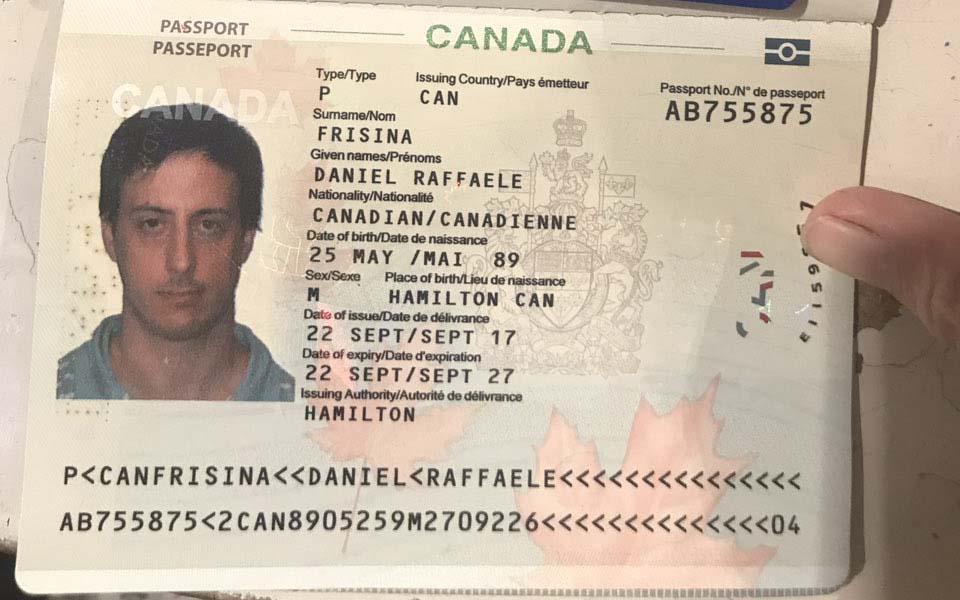 PASSPORT
PASSEPORT
CANADA
CANADA
Type/Type Issuing Country/Pays émetteur Passport No./N° de passeport
P CAN AB755875
Surname/Nom
FRISINA
Given names/Prénoms
DANIEL RAFFAELE
Nationality/Nationalité
CANADIAN/CANADIENNE
Date of birth/Date de naissance
25 MAY /MAI 89
Sex/Sexe Place of birth/Lieu de naissance
M HAMILTON CAN
Date of issue/Date de délivrance
22 SEPT/SEPT 17
Date of expiry/Date d'expiration
22 SEPT/SEPT 27
Issuing Authority/Autorité de délivrance
HAMILTON
P<CANFRISINA<<DANIEL<RAFFAELE<<<<<<<<<<<<<<<
AB755875<2CAN8905259M2709226<<<<<<<<<<<<<<04